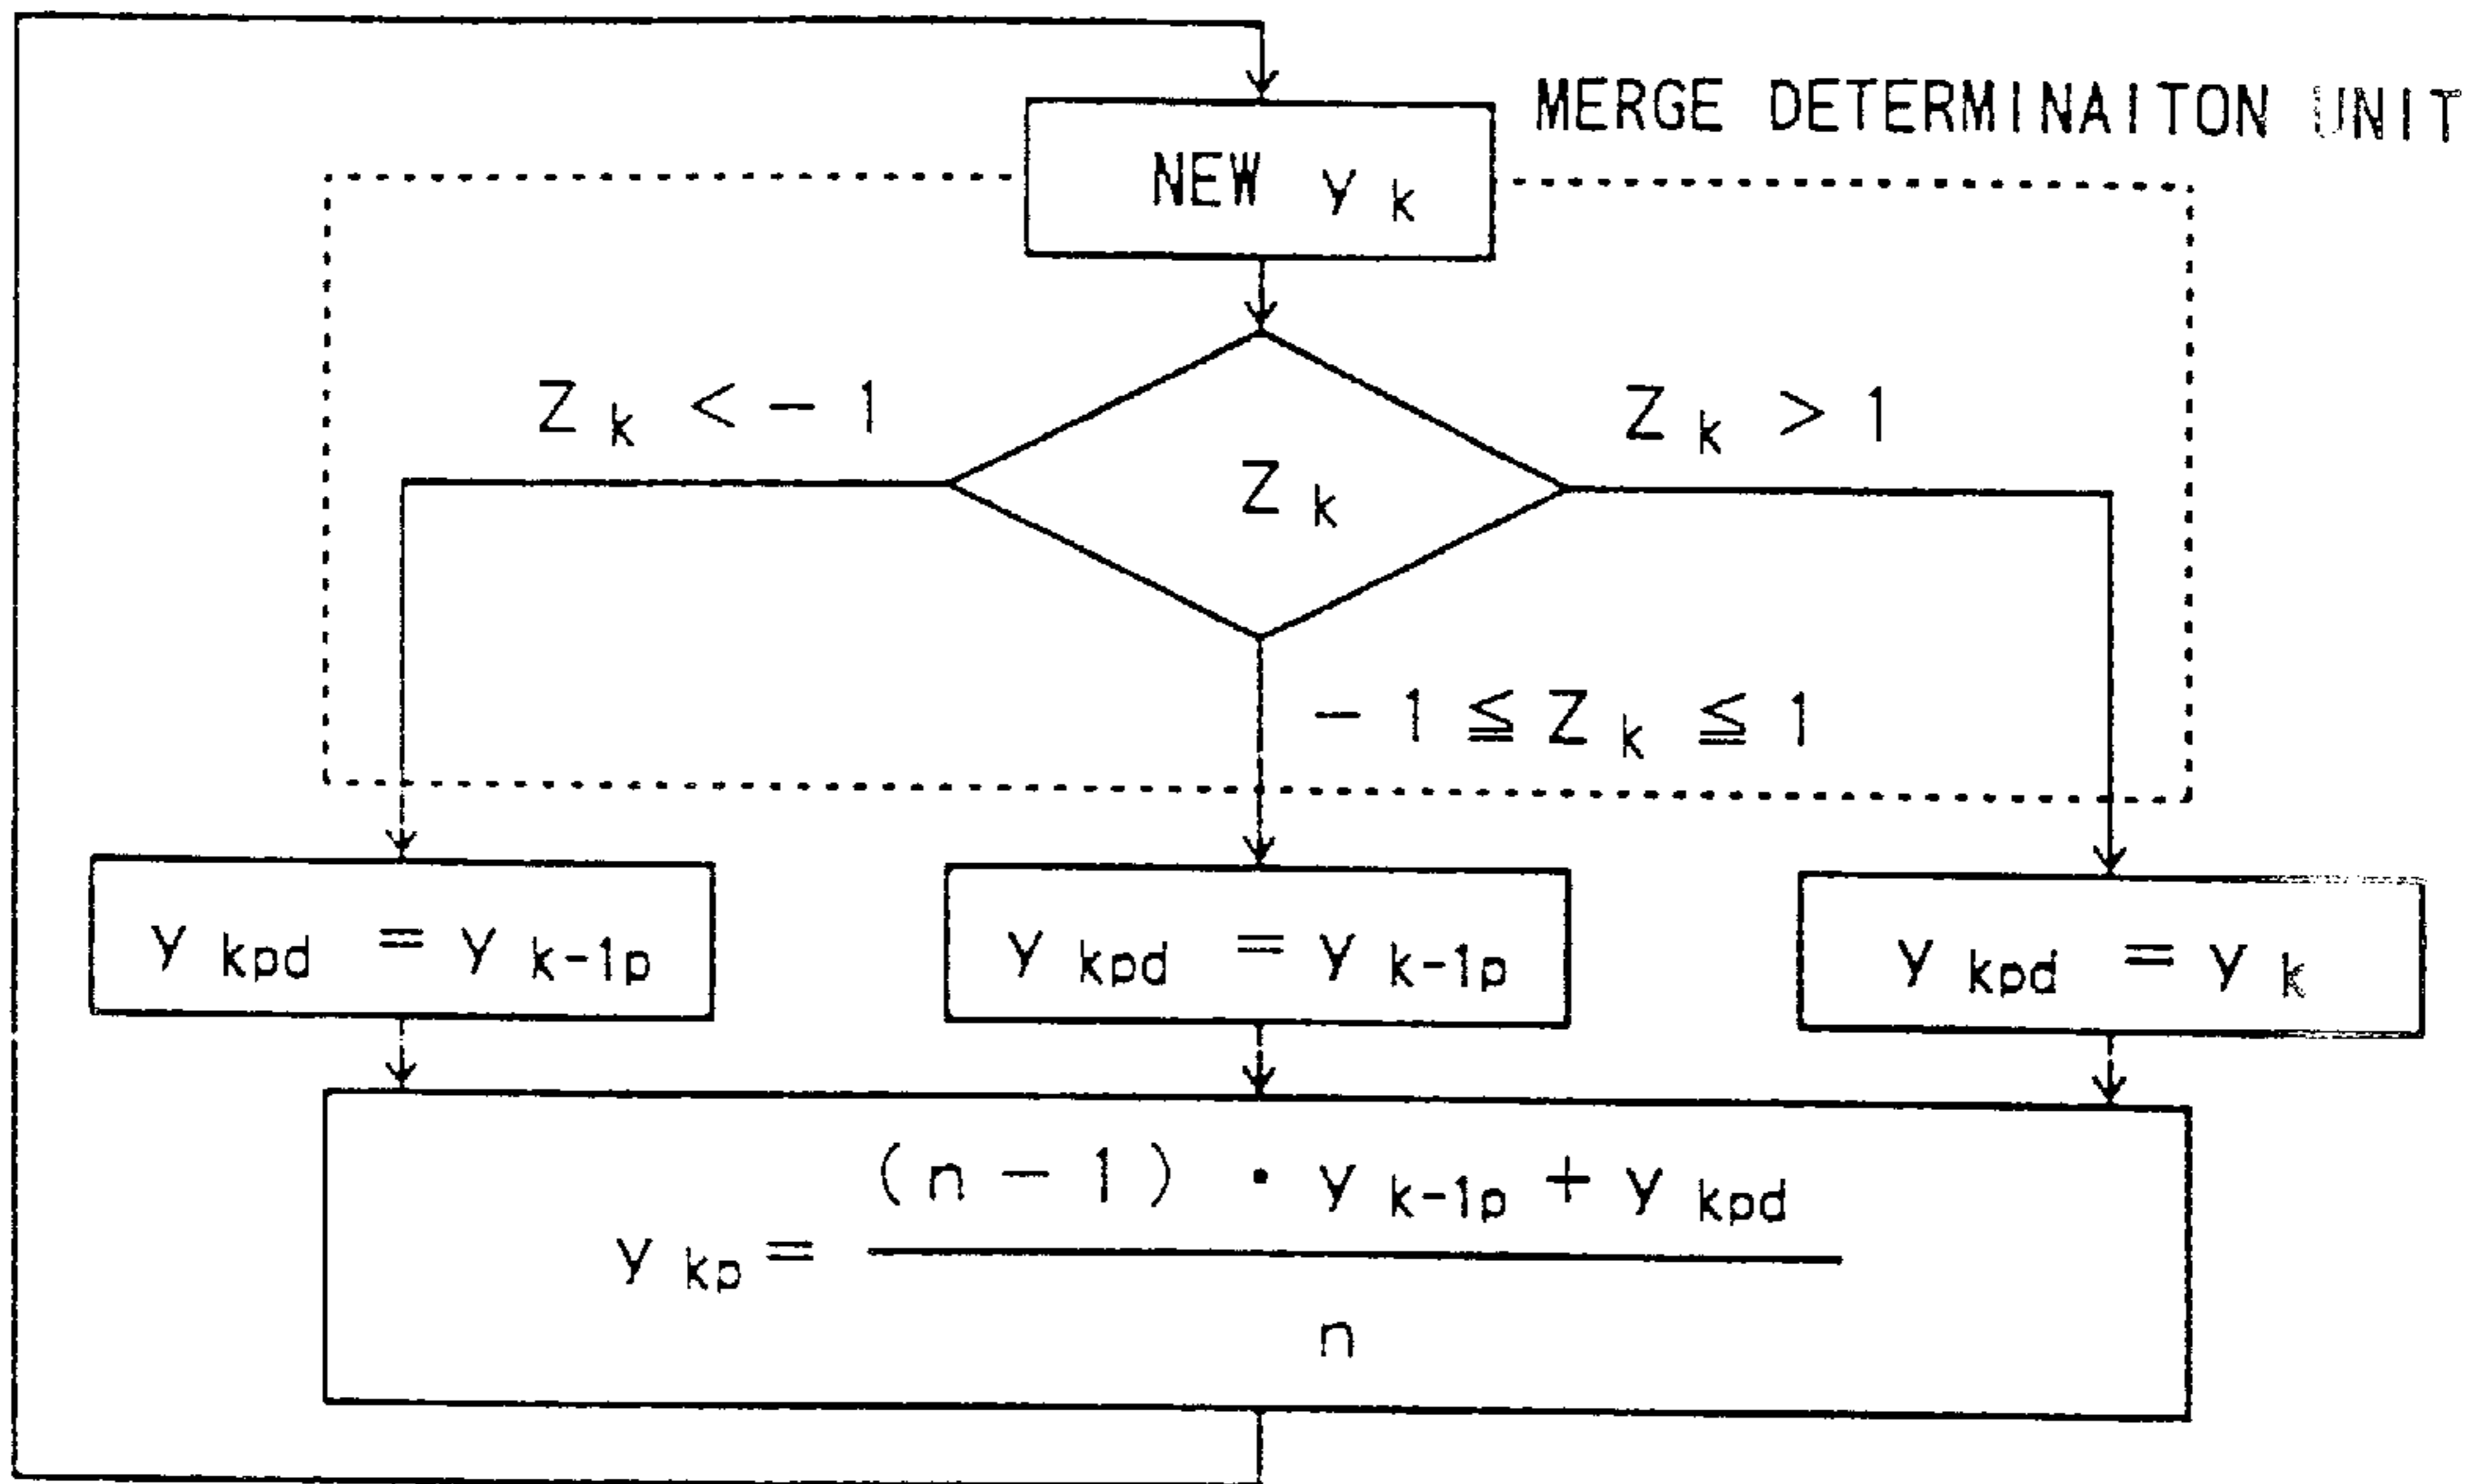 MERGE DETERMINAITON UNIT
NEW y k
Z k < - 1
Z k > 1
Z k
- 1 ≦ Z k ≦ 1
y kpd = y k-1p
y kpd = y k-1p
y kpd = y k
(n - 1) · y k-1p + y kpd
y kp =
n